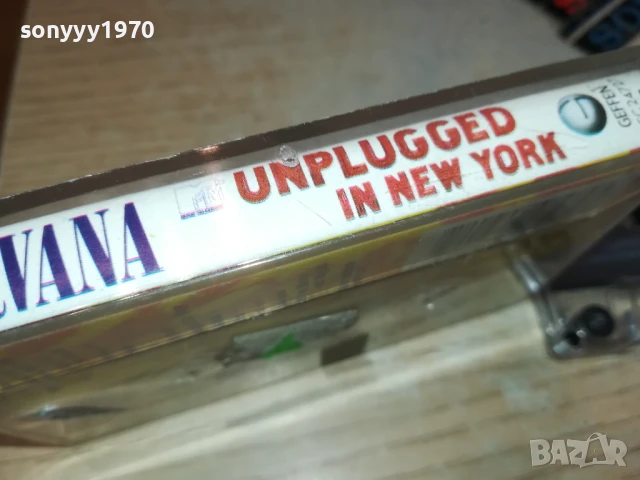 sonyyy1970
UNPLUGGED
IN NEW YORK
VANA
GEFFEN
BAZAR